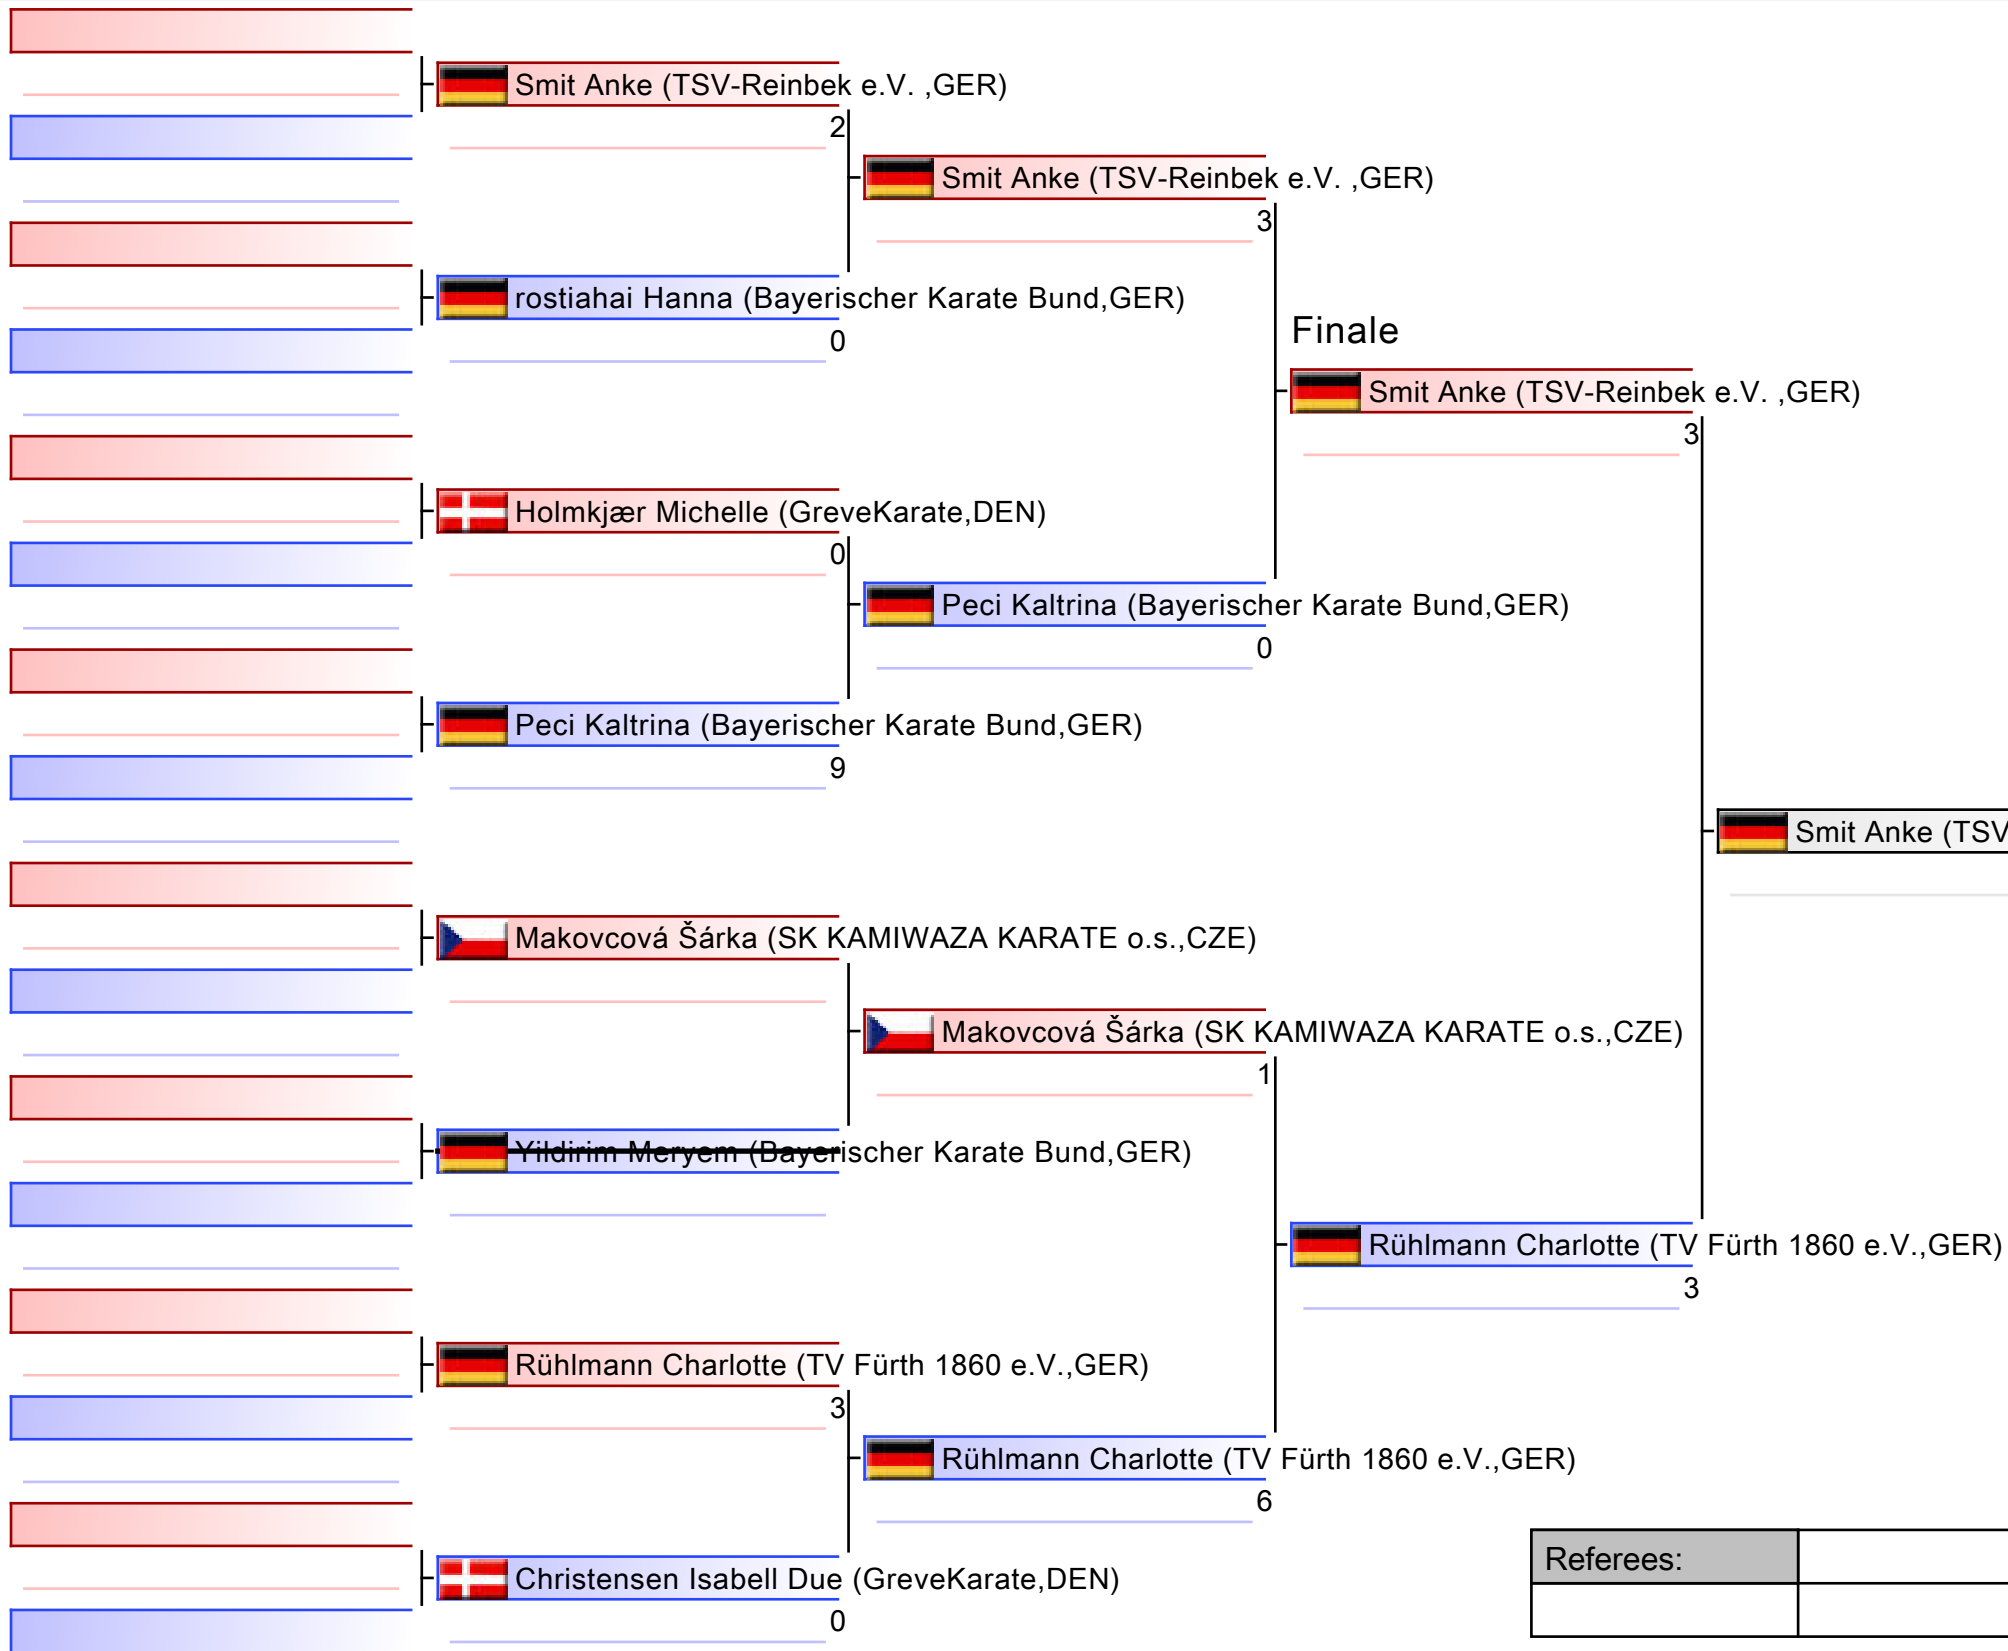 Smit Anke (TSV-Reinbek e.V. ,GER)
2
Smit Anke (TSV-Reinbek e.V. ,GER)
3
rostiahai Hanna (Bayerischer Karate Bund,GER)
0
Finale
Smit Anke (TSV-Reinbek e.V. ,GER)
3
Holmkjær Michelle (GreveKarate,DEN)
0
Peci Kaltrina (Bayerischer Karate Bund,GER)
0
Peci Kaltrina (Bayerischer Karate Bund,GER)
9
Smit Anke (TSV
Makovcová Šárka (SK KAMIWAZA KARATE o.s.,CZE)
Makovcová Šárka (SK KAMIWAZA KARATE o.s.,CZE)
1
Yildirim Meryem (Bayerischer Karate Bund,GER)
Rühlmann Charlotte (TV Fürth 1860 e.V.,GER)
3
Rühlmann Charlotte (TV Fürth 1860 e.V.,GER)
3
Rühlmann Charlotte (TV Fürth 1860 e.V.,GER)
6
Referees:
Christensen Isabell Due (GreveKarate,DEN)
0